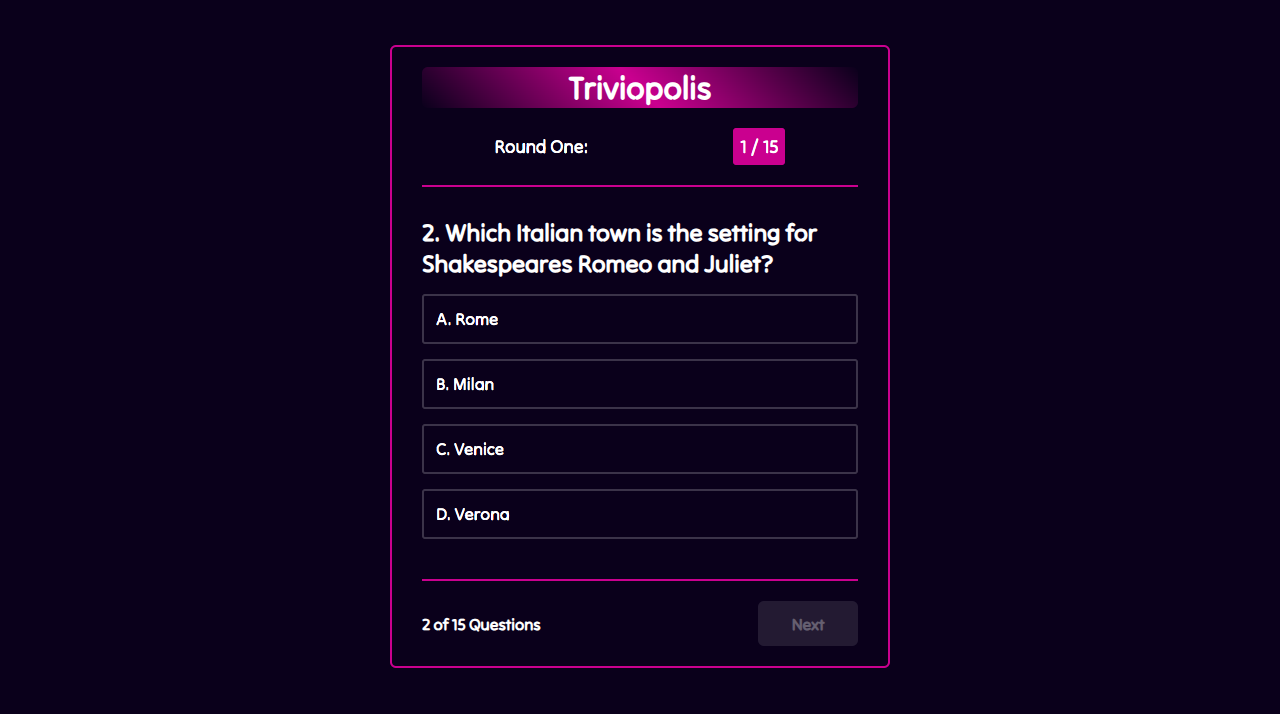 Triviopolis
Round One:
1 / 15
2. Which Italian town is the setting for
Shakespeares Romeo and Juliet?
A. Rome
B. Milan
C. Venice
D. Verona
2 of 15 Questions
Next